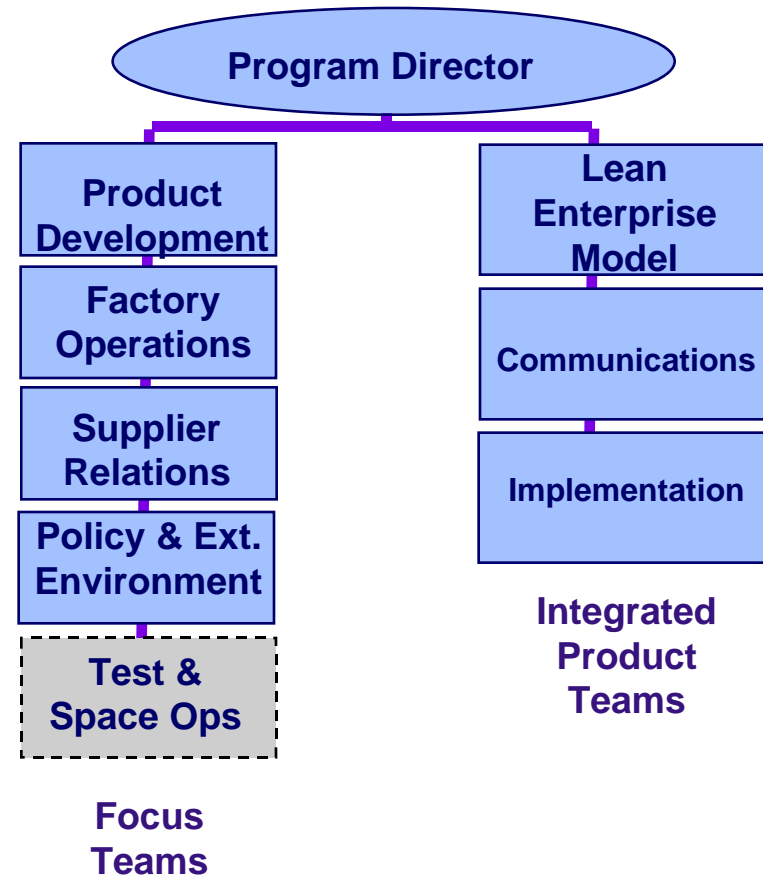 Program Director
Product
Development
Factory
Operations
Supplier
Relations
Policy & Ext.
Environment
Test &
Space Ops
Focus
Teams
Lean
Enterprise
Model
Communications
Implementation
Integrated
Product
Teams